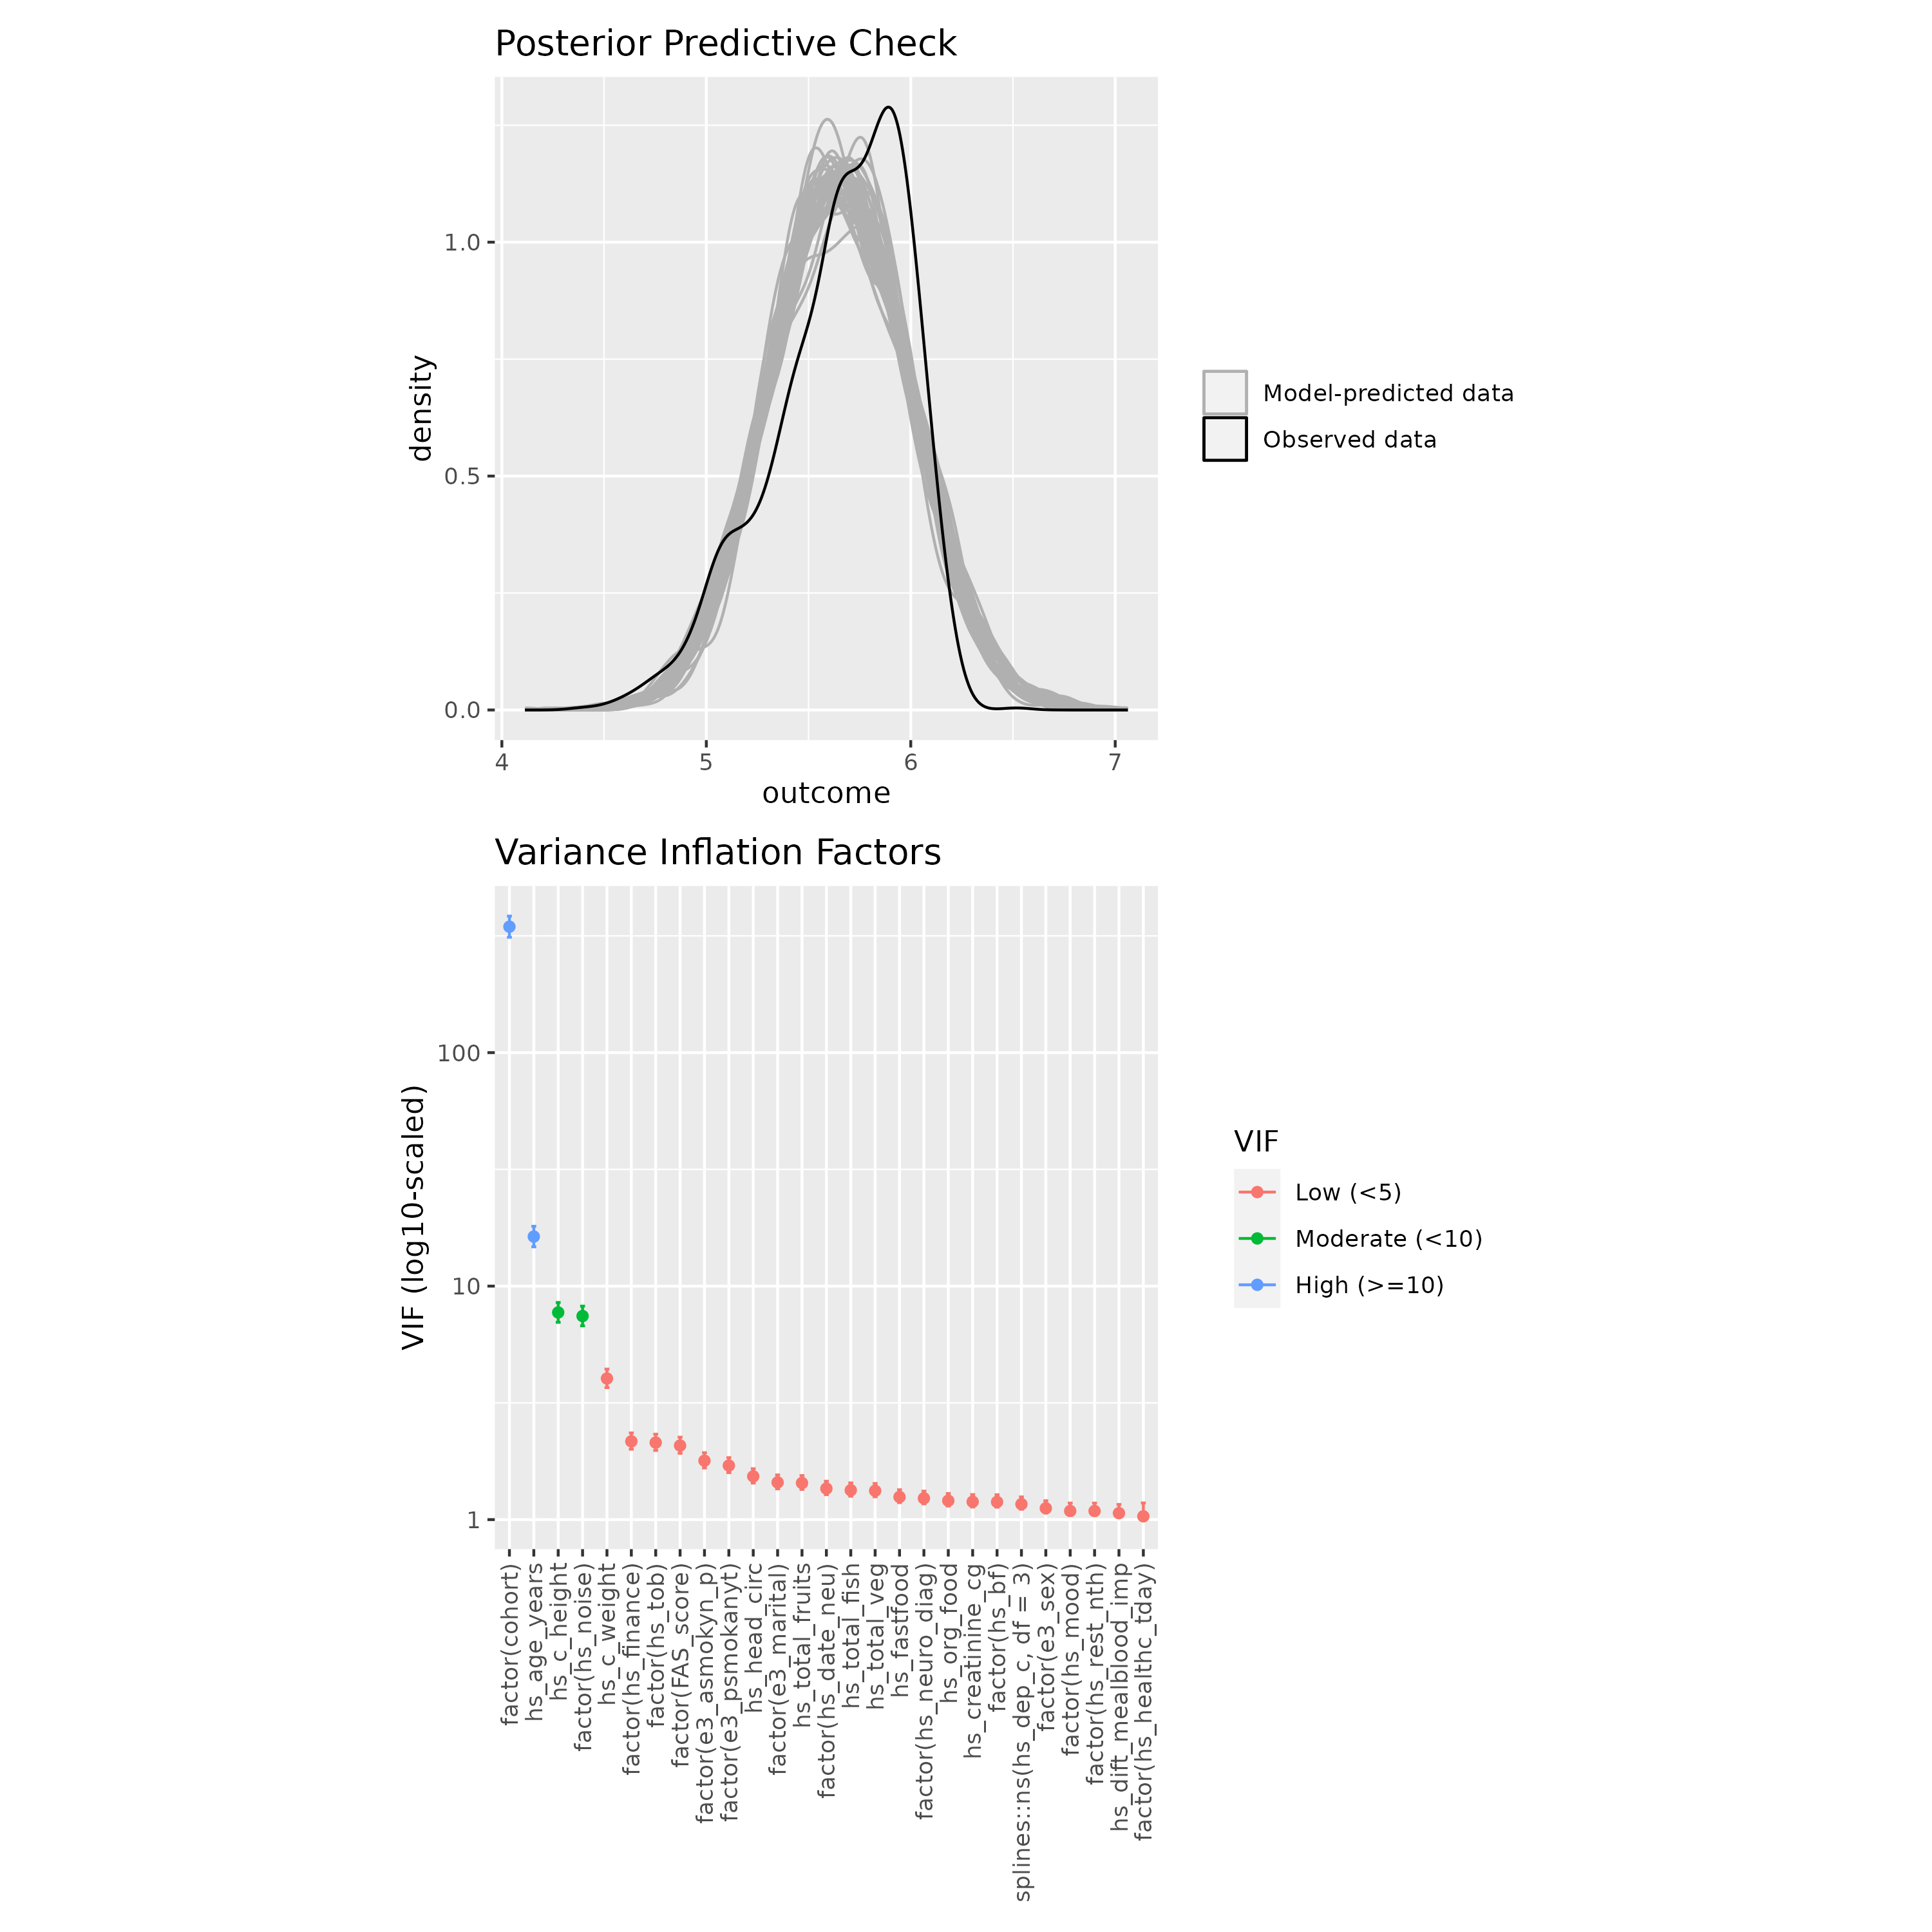 Posterior Predictive Check
density
1.0
0.5
0.0
4 5 6 7
outcome
Model-predicted data
Observed data
Variance Inflation Factors
VIF (log10-scaled)
100
10
1
factor(cohort)
hs_age_years
hs_c_height
factor(hs_noise)
hs_c_weight
factor(hs_finance)
factor(hs_tob)
factor(FAS_score)
factor(e3_asmokyn_p)
factor(e3_psmokanyt)
hs_head_circ
factor(e3_marital)
hs_total_fruits
factor(hs_date_neu)
hs_total_fish
hs_total_veg
hs_fastfood
factor(hs_neuro_diag)
hs_org_food
hs_creatinine_cg
factor(hs_bf)
splines::ns(hs_dep_c, df = 3)
factor(e3_sex)
factor(hs_mood)
factor(hs_rest_nth)
hs_dift_mealblood_imp
factor(hs_healthc_tday)
VIF
Low (<5)
Moderate (<10)
High (>=10)